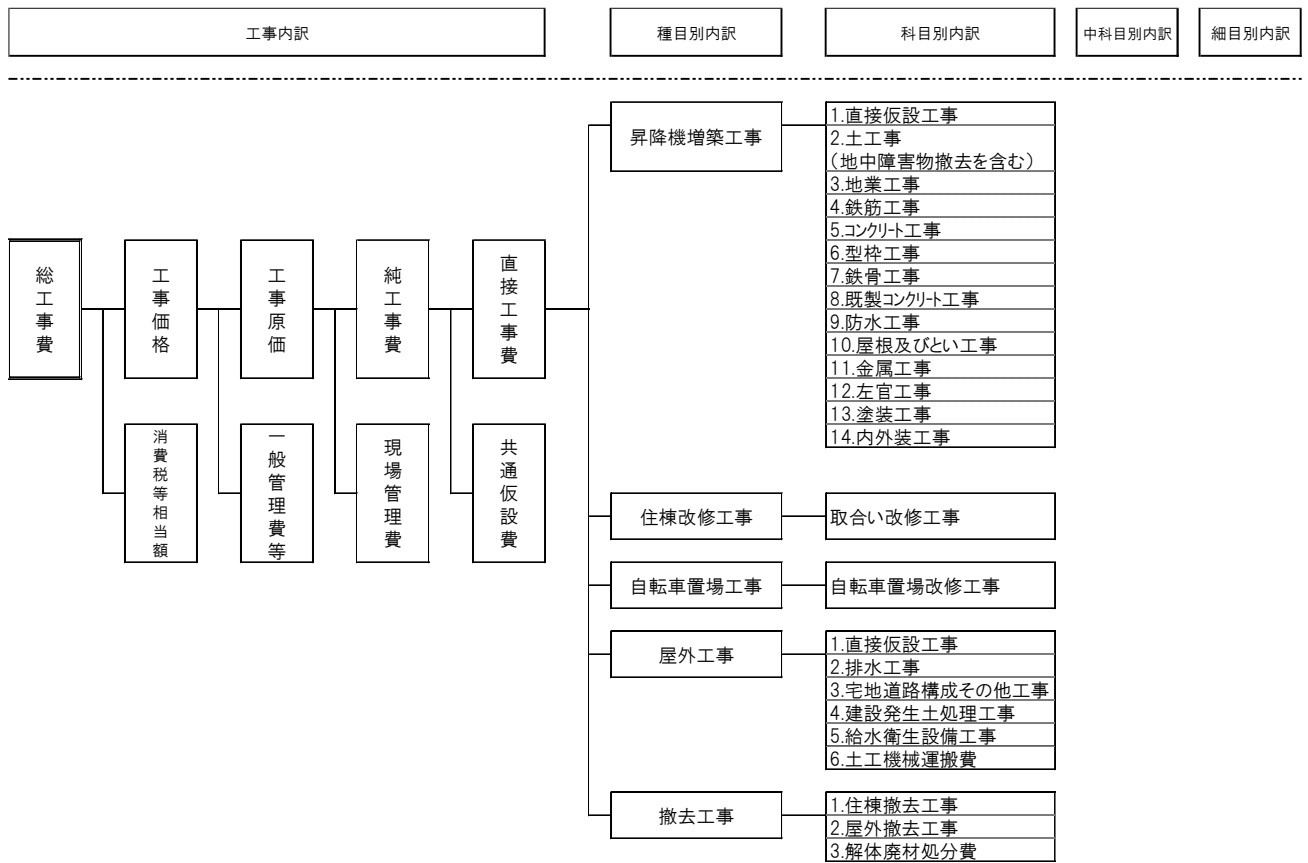 工事内訳
種目別内訳
科目別内訳
中科目別内訳
細目別内訳
総工事費
工事価格
工事原価
純工事費
直接工事費
消費税等相当額
一般管理費等
現場管理費
共通仮設費
昇降機増築工事
1.直接仮設工事
2.土工事
(地中障害物撤去を含む)
3.地業工事
4.鉄筋工事
5.コンクリート工事
6.型枠工事
7.鉄骨工事
8.既製コンクリート工事
9.防水工事
10.屋根及びとい工事
11.金属工事
12.左官工事
13.塗装工事
14.内外装工事
住棟改修工事
取合い改修工事
自転車置場工事
自転車置場改修工事
屋外工事
1.直接仮設工事
2.排水工事
3.宅地道路構成その他工事
4.建設発生土処理工事
5.給水衛生設備工事
6.土工機械運搬費
撤去工事
1.住棟撤去工事
2.屋外撤去工事
3.解体廃材処分費